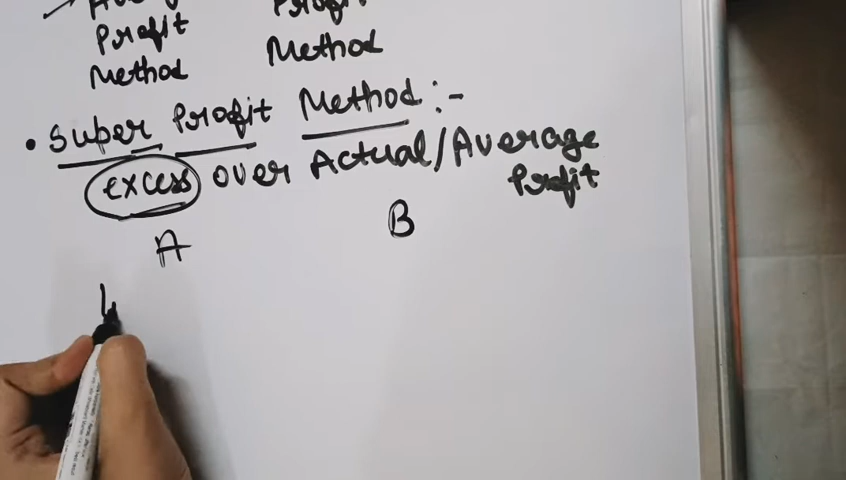 Profit
Profit
Method
Method
• Super Profit Method :-
excess over Actual/Average
Profit
A B